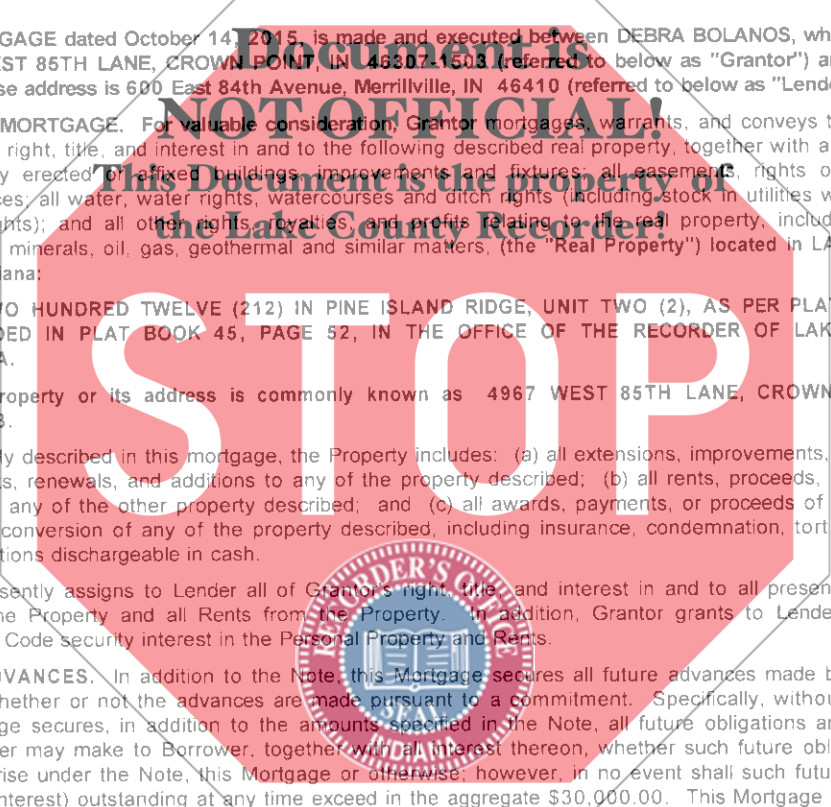 GAGE dated October 14, 2015, is made and executed between DEBRA BOLANOS, wh
ST 85TH LANE, CROWN POINT, IN 46307-1503 (referred to below as "Grantor") a
se address is 600 East 84th Avenue, Merrillville, IN 46410 (referred to below as "Lend
Document is
NOT OFFICIAL!
This Document is the property of
the Lake County Recorder!
MORTGAGE. For valuable consideration, Grantor mortgages, warrants, and conveys t
right, title, and interest in and to the following described real property, together with a
y erected or affixed buildings, improvements and fixtures; all easements, rights o
ces; all water, water rights, watercourses and ditch rights (including stock in utilities w
hts); and all other rights, royalties, and profits relating to the real property, includ
minerals, oil, gas, geothermal and similar matters, (the "Real Property") located in LA
iana:
VO HUNDRED TWELVE (212) IN PINE ISLAND RIDGE, UNIT TWO (2), AS PER PLA
DED IN PLAT BOOK 45, PAGE 52, IN THE OFFICE OF THE RECORDER OF LAK
A.
STOP
roperty or its address is commonly known as 4967 WEST 85TH LANE, CROWN
3.
ly described in this mortgage, the Property includes: (a) all extensions, improvements,
ts, renewals, and additions to any of the property described; (b) all rents, proceeds,
any of the other property described; and (c) all awards, payments, or proceeds of
conversion of any of the property described, including insurance, condemnation, tort
tions dischargeable in cash.
sently assigns to Lender all of Grantor's right, title, and interest in and to all presen
he Property and all Rents from the Property. In addition, Grantor grants to Lende
Code security interest in the Personal Property and Rents.
RECORDER'S OFFICE
SEAL
INDIANA
VANCES. In addition to the Note, this Mortgage secures all future advances made b
hether or not the advances are made pursuant to a commitment. Specifically, withou
ge secures, in addition to the amounts specified in the Note, all future obligations an
er may make to Borrower, together with all interest thereon, whether such future obl
rise under the Note, this Mortgage or otherwise; however, in no event shall such futu
nterest) outstanding at any time exceed in the aggregate $30,000.00. This Mortgage